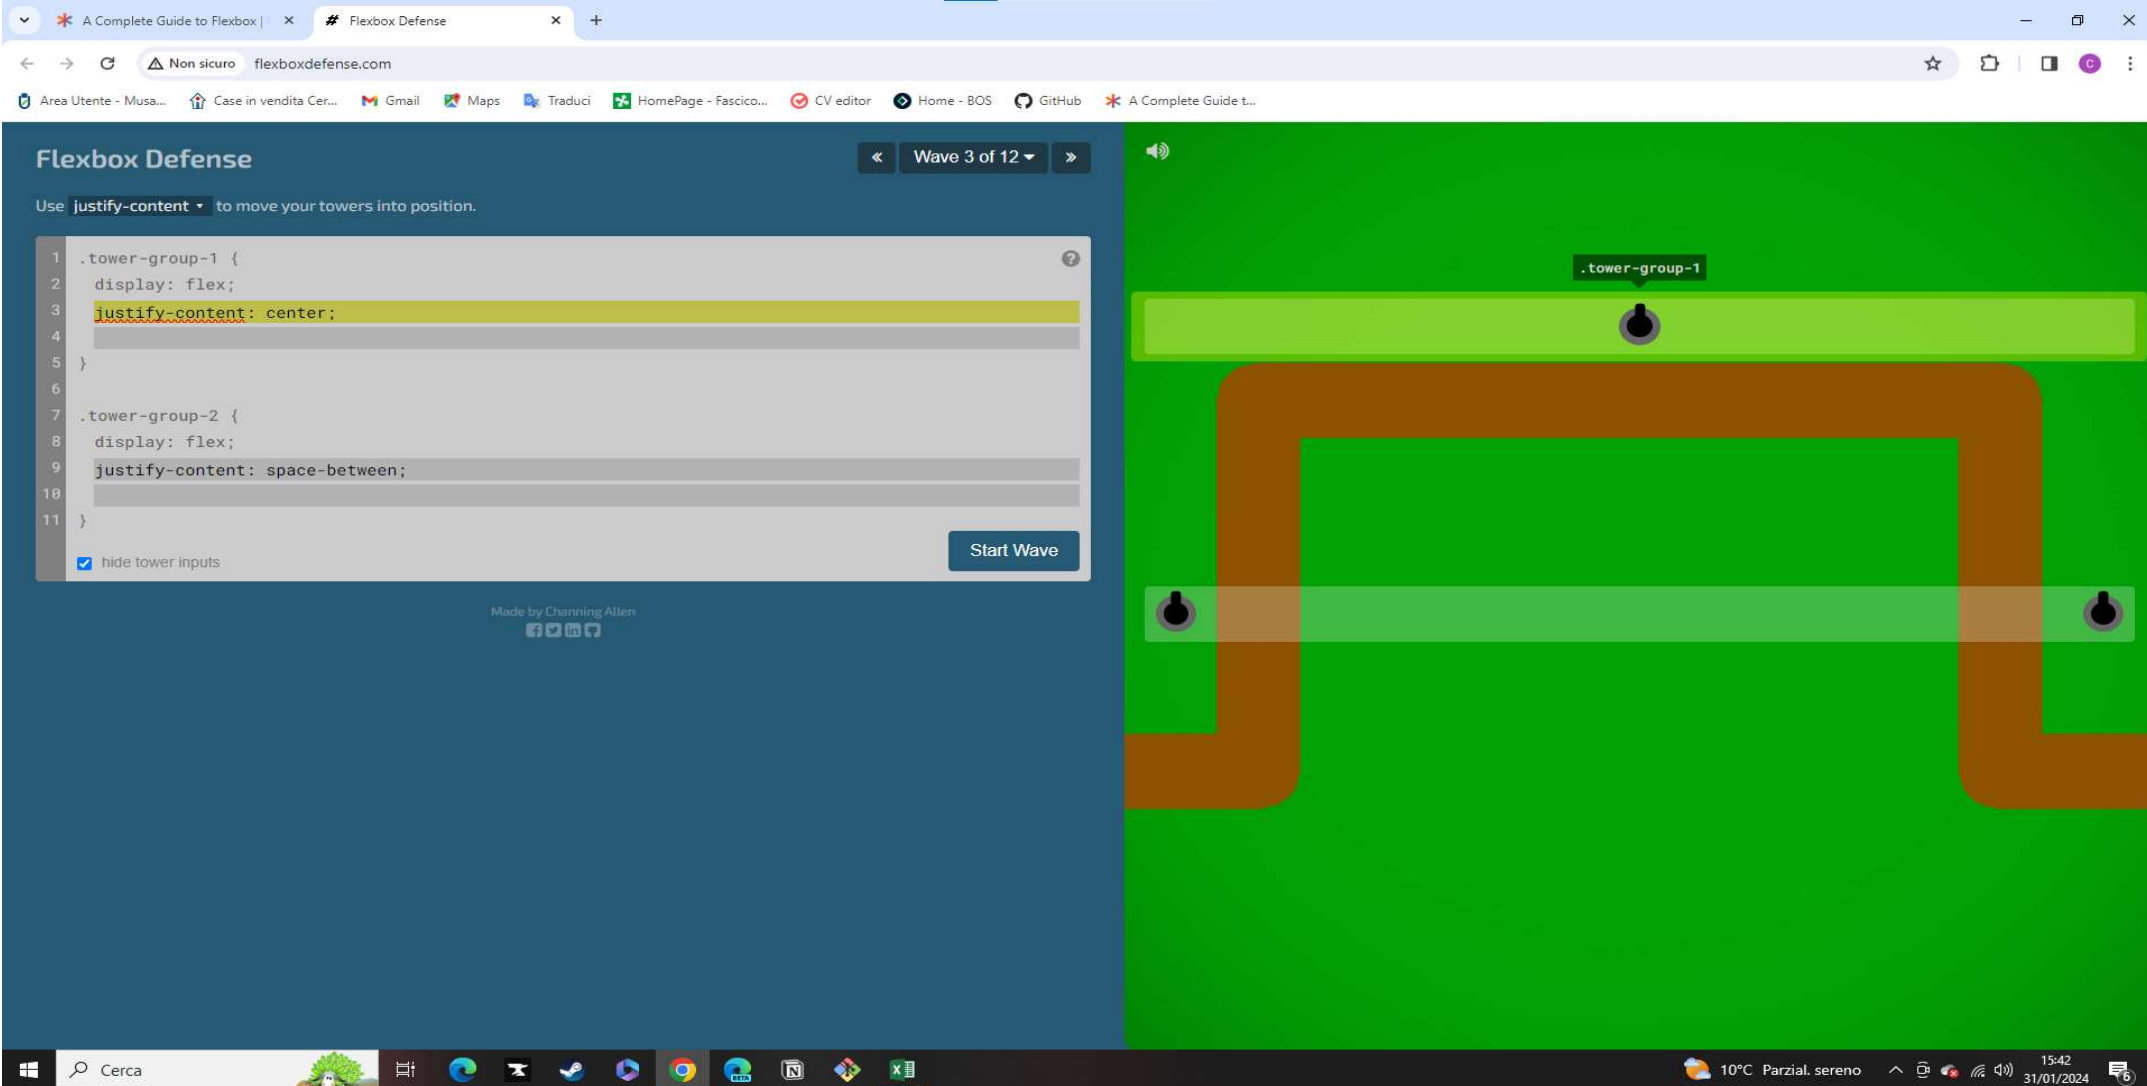 A Complete Guide to Flexbox |
Flexbox Defense
Non sicuro
flexboxdefense.com
Area Utente - Musa...
Case in vendita Cer...
Gmail
Maps
Traduci
HomePage - Fascico...
CV editor
Home - BOS
GitHub
A Complete Guide t...
Flexbox Defense
« Wave 3 of 12 »
Use justify-content to move your towers into position.
1 .tower-group-1 {
2 display: flex;
3 justify-content: center;
4
5 }
6
7 .tower-group-2 {
8 display: flex;
9 justify-content: space-between;
10
11 }
hide tower inputs
Start Wave
Made by Channing Allen
.tower-group-1
Cerca
BETA
10°C Parzial. sereno
15:42
31/01/2024
6